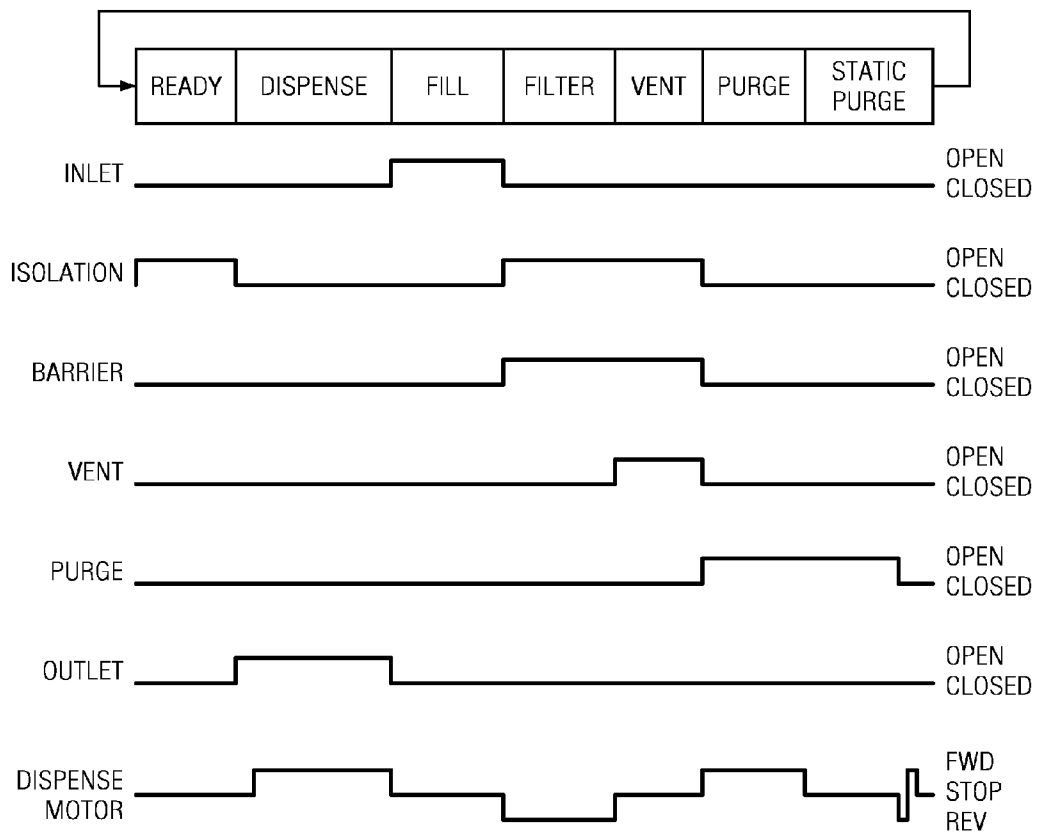 READY
DISPENSE
FILL
FILTER
VENT
PURGE
STATIC
PURGE
INLET
OPEN
CLOSED
ISOLATION
OPEN
CLOSED
BARRIER
OPEN
CLOSED
VENT
OPEN
CLOSED
PURGE
OPEN
CLOSED
OUTLET
OPEN
CLOSED
DISPENSE
MOTOR
FWD
STOP
REV